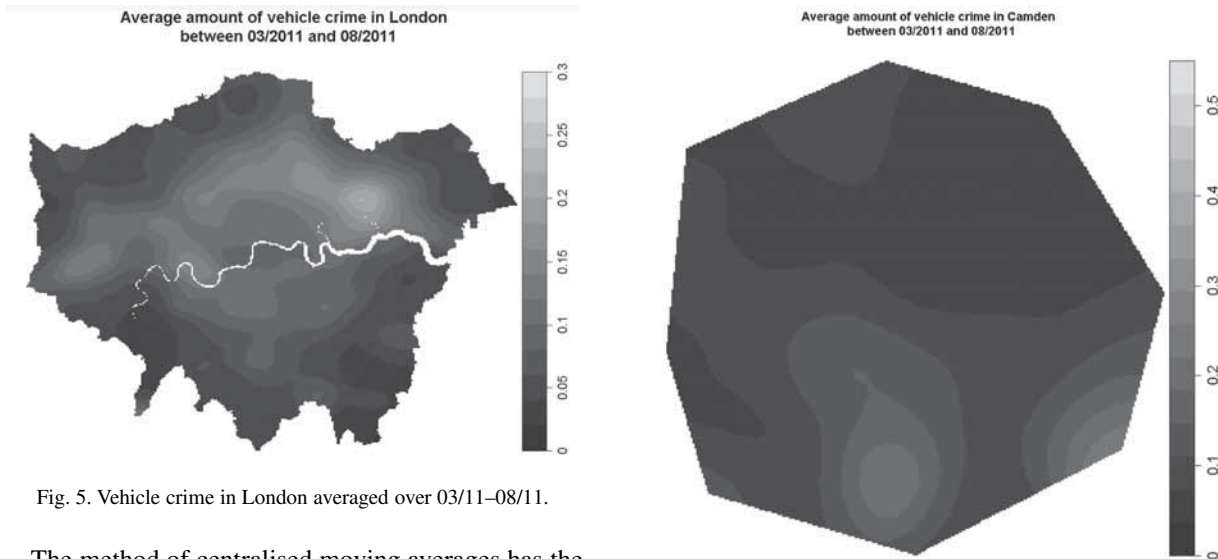 Average amount of vehicle crime in London
between 03/2011 and 08/2011
0.3
0.25
0.2
0.15
0.1
0.05
0
Fig. 5. Vehicle crime in London averaged over 03/11–08/11.
The method of centralised moving averages has the
Average amount of vehicle crime in Camden
between 03/2011 and 08/2011
0.5
0.4
0.3
0.2
0.1
0